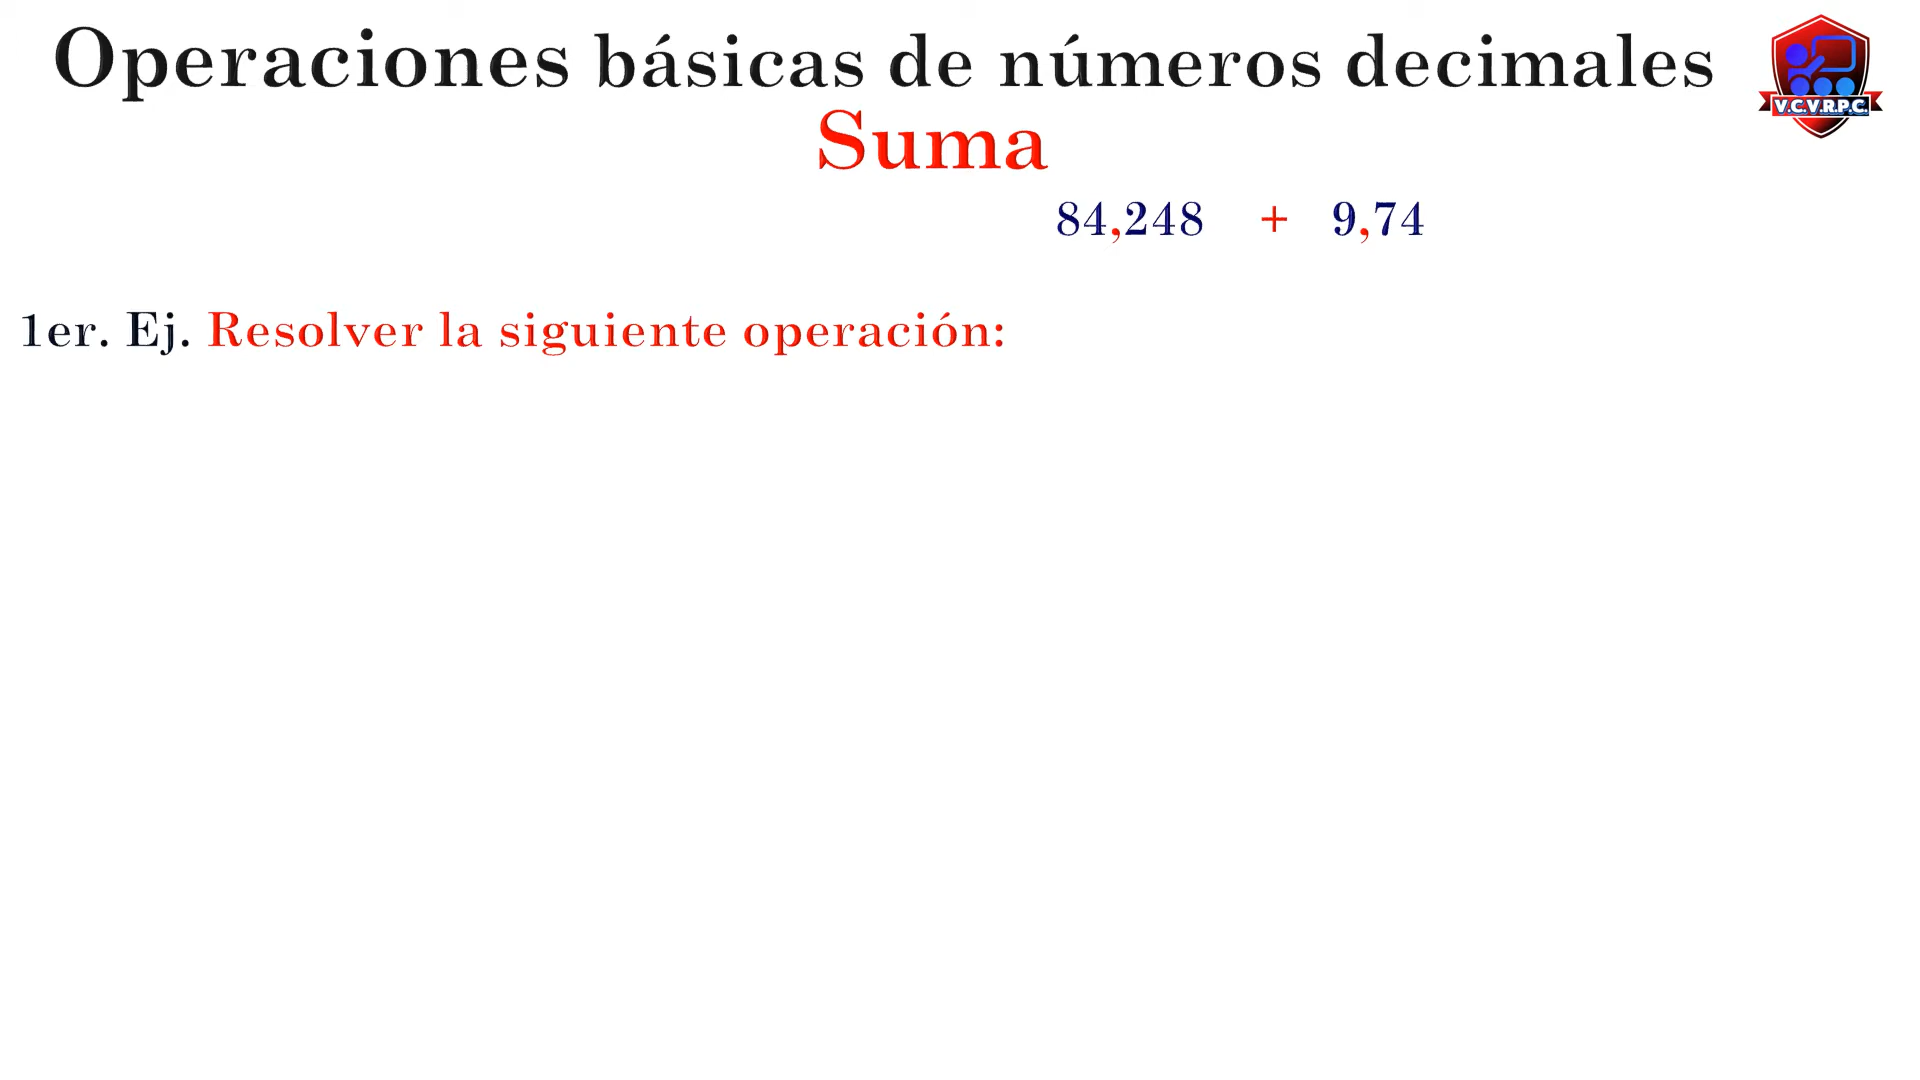 Operaciones básicas de números decimales
V.C.V.R.P.C.
Suma
84,248 + 9,74
1er. Ej. Resolver la siguiente operación: